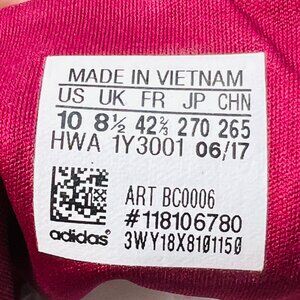 MADE IN VIETNAM
US UK FR JP CHN
10 8½ 42⅔ 270 265
HWA 1Y3001 06/17
ART BC0006
#118106780
adidas® 3WY18X8101150